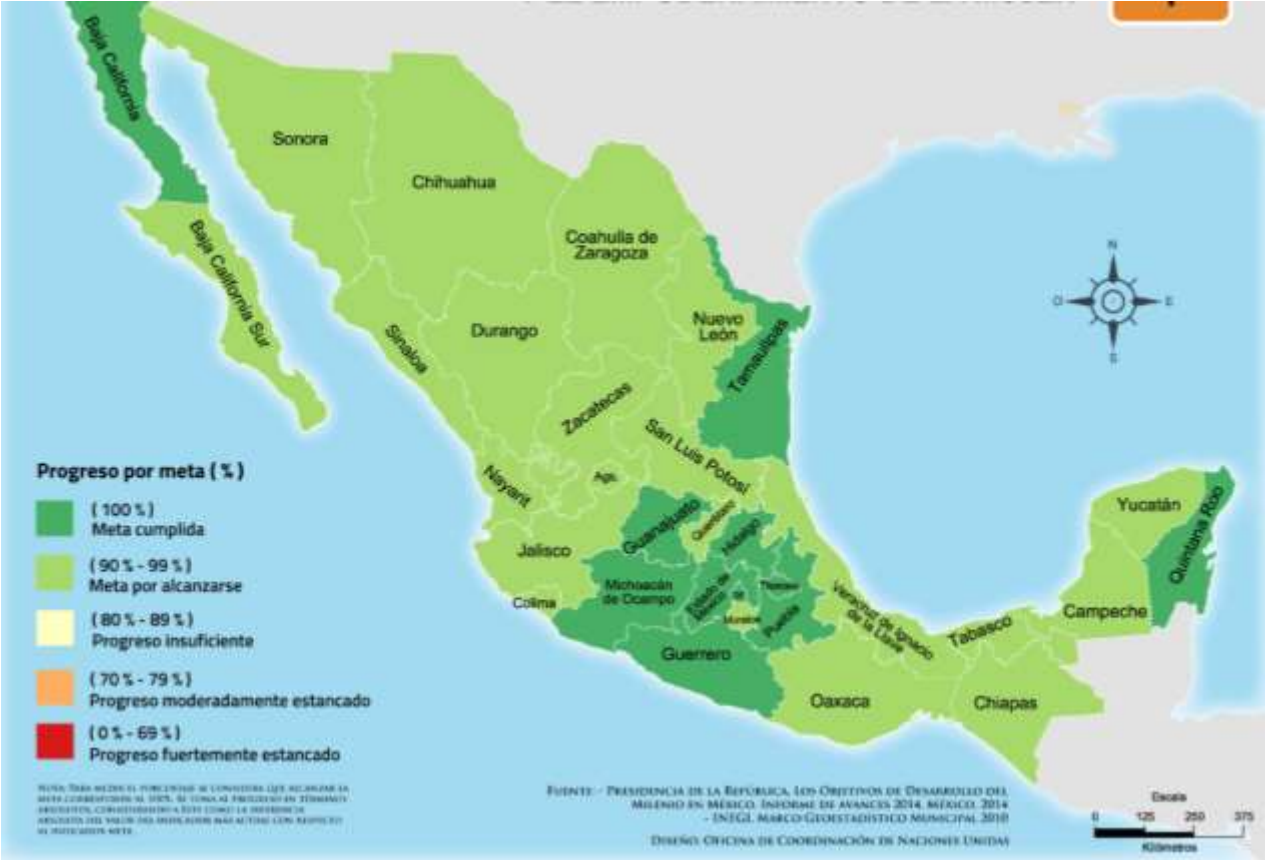 Baja California
Sonora
Chihuahua
Coahuila de
Zaragoza
Baja California Sur
Sinaloa
Durango
Nuevo
León
Tamaulipas
Zacatecas
San Luis Potosí
Nayarit
Guanajuato
Querétaro
Hidalgo
Jalisco
Colima
Michoacán
de Ocampo
Estado de
México
Tlaxcala
Morelos
Puebla
Guerrero
Veracruz de Ignacio
de la Llave
Oaxaca
Tabasco
Chiapas
Campeche
Yucatán
Quintana Roo
N
O
E
S
Progreso por meta ( % )
( 100 % )
Meta cumplida
( 90 % - 99 % )
Meta por alcanzarse
( 80 % - 89 % )
Progreso insuficiente
( 70 % - 79 % )
Progreso moderadamente estancado
( 0 % - 69 % )
Progreso fuertemente estancado
FUENTE: - PRESIDENCIA DE LA REPÚBLICA, LOS OBJETIVOS DE DESARROLLO DEL
MILENIO EN MÉXICO. INFORME DE AVANCES 2014, MÉXICO, 2014
- INEGI, MARCO GEOESTADÍSTICO MUNICIPAL 2010
DISEÑO: OFICINA DE COORDINACIÓN DE NACIONES UNIDAS
Escala
0 125 250 375
Kilómetros